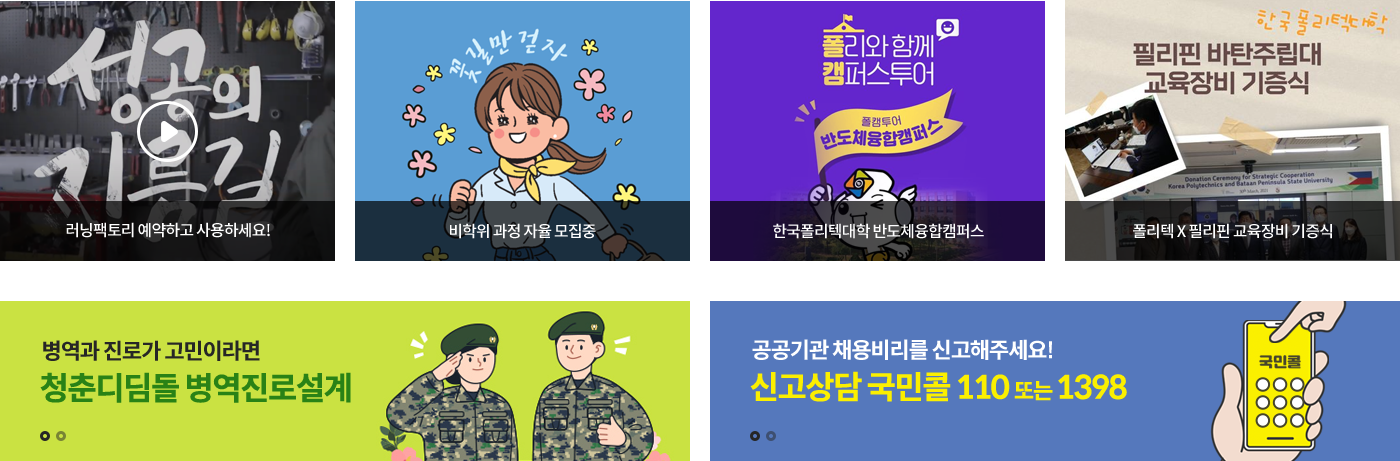 성공의
지름길
러닝팩토리 예약하고 사용하세요!
꽃길만 걷자
비학위 과정 자율 모집중
폴리와 함께
캠퍼스투어
폴캠투어
반도체융합캠퍼스
한국폴리텍대학 반도체융합캠퍼스
한국폴리텍대학
필리핀 바탄주립대
교육장비 기증식
Donation Ceremony for Strategic Cooperation
Korea Polytechnics and Bataan Peninsula State University
폴리텍 X 필리핀 교육장비 기증식
병역과 진로가 고민이라면
청춘디딤돌 병역진로설계
공공기관 채용비리를 신고해주세요!
신고상담 국민콜 110 또는 1398
국민콜